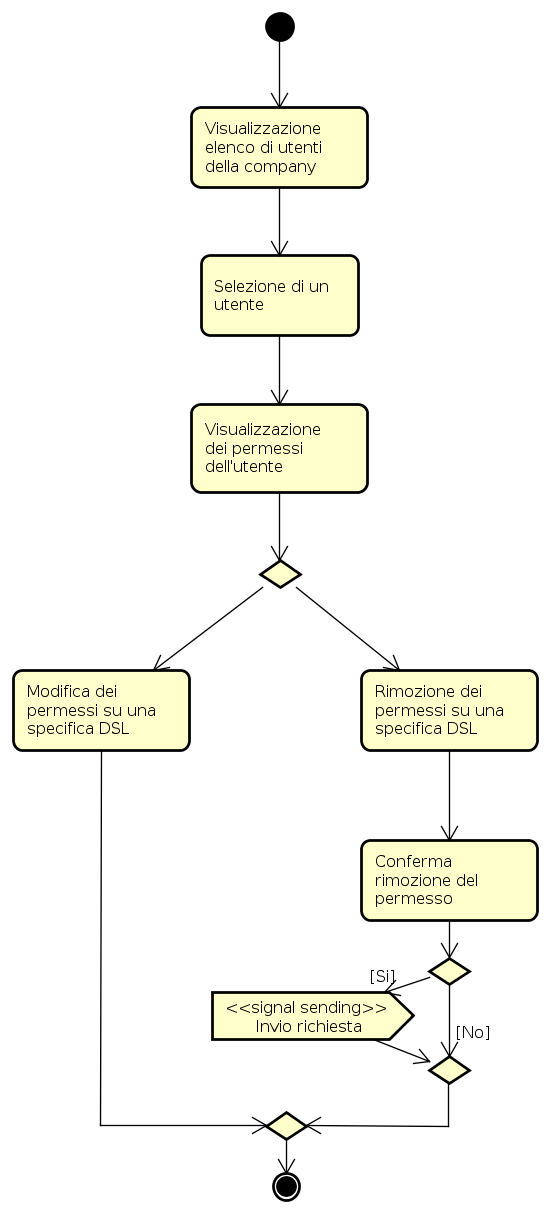 Visualizzazione
elenco di utenti
della company
Selezione di un
utente
Visualizzazione
dei permessi
dell'utente
Modifica dei
permessi su una
specifica DSL
Rimozione dei
permessi su una
specifica DSL
Conferma
rimozione del
permesso
[Si]
<<signal sending>>
Invio richiesta
[No]